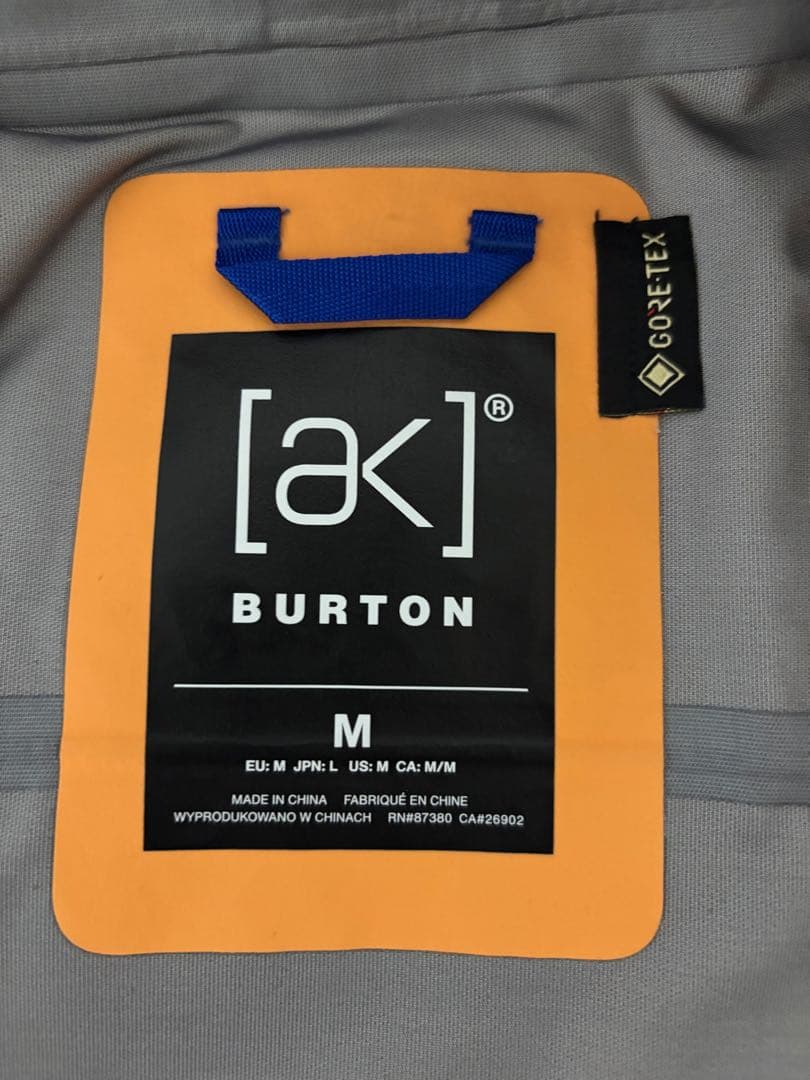 GORE-TEX
[ak]®
BURTON
M
EU: M JPN: L US: M CA: M/M
MADE IN CHINA FABRIQUÉ EN CHINE
WYPRODUKOWANO W CHINACH RN#87380 CA#26902